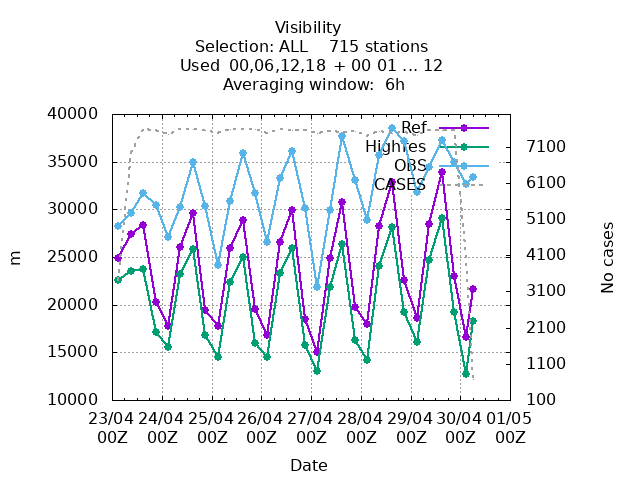 Visibility
Selection: ALL    715 stations
Used  00,06,12,18 + 00 01 ... 12
Averaging window:  6h
40000
35000
30000
25000
20000
15000
10000
m
7100
6100
5100
4100
3100
2100
1100
100
No cases
Ref
Highres
OBS
CASES
23/04 24/04 25/04 26/04 27/04 28/04 29/04 30/04 01/05
00Z 00Z 00Z 00Z 00Z 00Z 00Z 00Z 00Z
Date